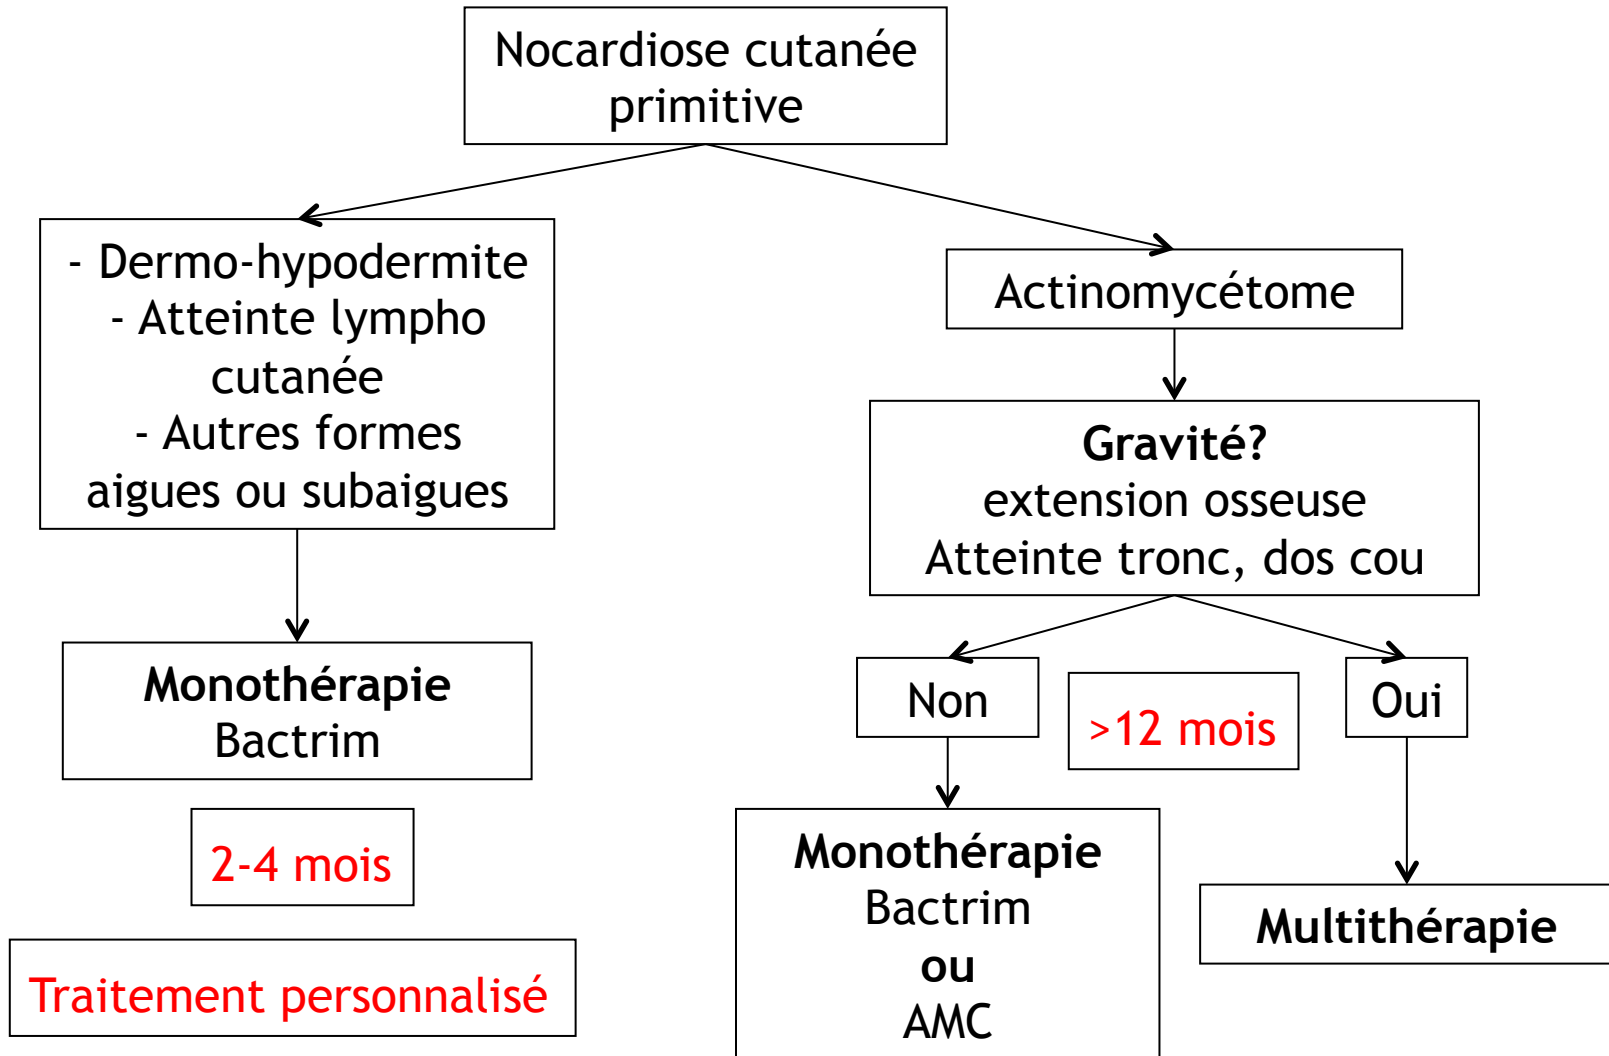 Nocardiose cutanée
primitive
- Dermo-hypodermite
- Atteinte lympho
cutanée
- Autres formes
aigues ou subaigues
Monothérapie
Bactrim
2-4 mois
Traitement personnalisé
Actinomycétome
Gravité?
extension osseuse
Atteinte tronc, dos cou
Non
>12 mois
Oui
Monothérapie
Bactrim
ou
AMC
Multithérapie